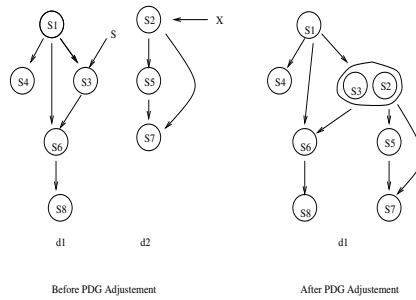 S1
S
S2
X
S4
S3
S5
S7
S6
S8
d1
d2
Before PDG Adjustement
S1
S4
S3
S2
S6
S5
S8
S7
d1
After PDG Adjustement